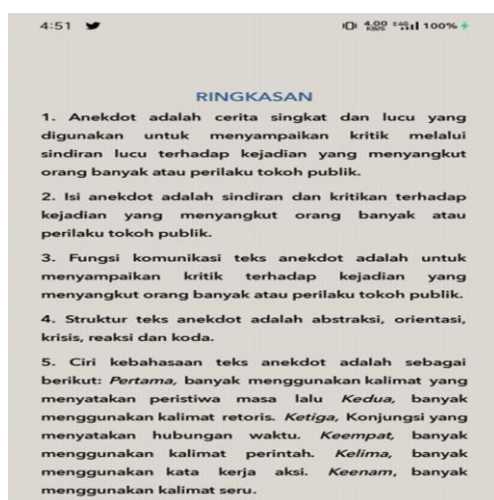 4:51
4.00 KB/S 4G 100%
RINGKASAN
1. Anekdot adalah cerita singkat dan lucu yang
digunakan untuk menyampaikan kritik melalui
sindiran lucu terhadap kejadian yang menyangkut
orang banyak atau perilaku tokoh publik.
2. Isi anekdot adalah sindiran dan kritikan terhadap
kejadian yang menyangkut orang banyak atau
perilaku tokoh publik.
3. Fungsi komunikasi teks anekdot adalah untuk
menyampaikan kritik terhadap kejadian yang
menyangkut orang banyak atau perilaku tokoh publik.
4. Struktur teks anekdot adalah abstraksi, orientasi,
krisis, reaksi dan koda.
5. Ciri kebahasaan teks anekdot adalah sebagai
berikut: Pertama, banyak menggunakan kalimat yang
menyatakan peristiwa masa lalu Kedua, banyak
menggunakan kalimat retoris. Ketiga, Konjungsi yang
menyatakan hubungan waktu. Keempat, banyak
menggunakan kalimat perintah. Kelima, banyak
menggunakan kata kerja aksi. Keenam, banyak
menggunakan kalimat seru.